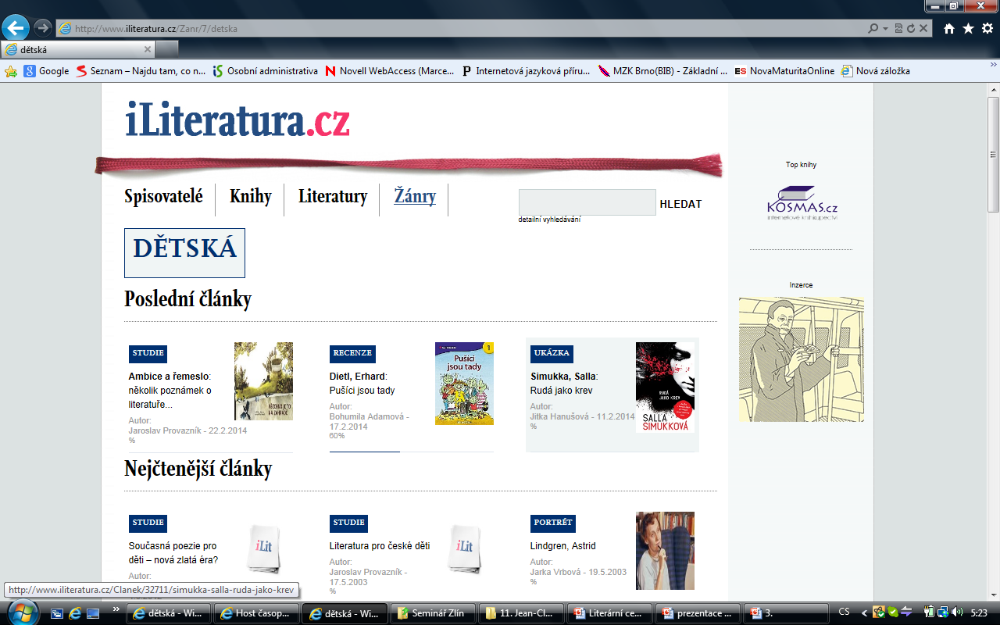 http://www.iliteratura.cz/Zanr/7/detska
dětská
Google
Seznam – Najdu tam, co n...
Osobní administrativa
Novell WebAccess (Marce...
Internetová jazyková příru...
MZK Brno(BIB) - Základní ...
NovaMaturitaOnline
Nová záložka
iLiteratura.cz
Spisovatelé
Knihy
Literatury
Žánry
HLEDAT
detailní vyhledávání
DĚTSKÁ
Poslední články
STUDIE
Ambice a řemeslo:
několik poznámek o
literatuře...
Autor:
Jaroslav Provazník - 22.2.2014
%
RECENZE
Dietl, Erhard:
Pušíci jsou tady
Autor:
Bohumila Adamová -
17.2.2014
60%
Pušíci
jsou tady
1
UKÁZKA
Simukka, Salla:
Rudá jako krev
Autor:
Jitka Hanušová - 11.2.2014
%
RUDÁ
JAKO KREV
SALLA
SIMUKKOVÁ
Nejčtenější články
STUDIE
Současná poezie pro
děti – nová zlatá éra?
Autor:
iLit
STUDIE
Literatura pro české děti
Autor:
Jaroslav Provazník -
17.5.2003
%
iLit
PORTRÉT
Lindgren, Astrid
Autor:
Jarka Vrbová - 19.5.2003
%
Top knihy
KOSMAS.cz
internetové knihkupectví
Inzerce
http://www.iliteratura.cz/Clanek/32711/simukka-salla-ruda-jako-krev
dětská - Wi...
Host časop...
dětská - Wi...
Seminář Zlín
11. Jean-Cl...
Literární ce...
prezentace ...
3.
CS
5:23